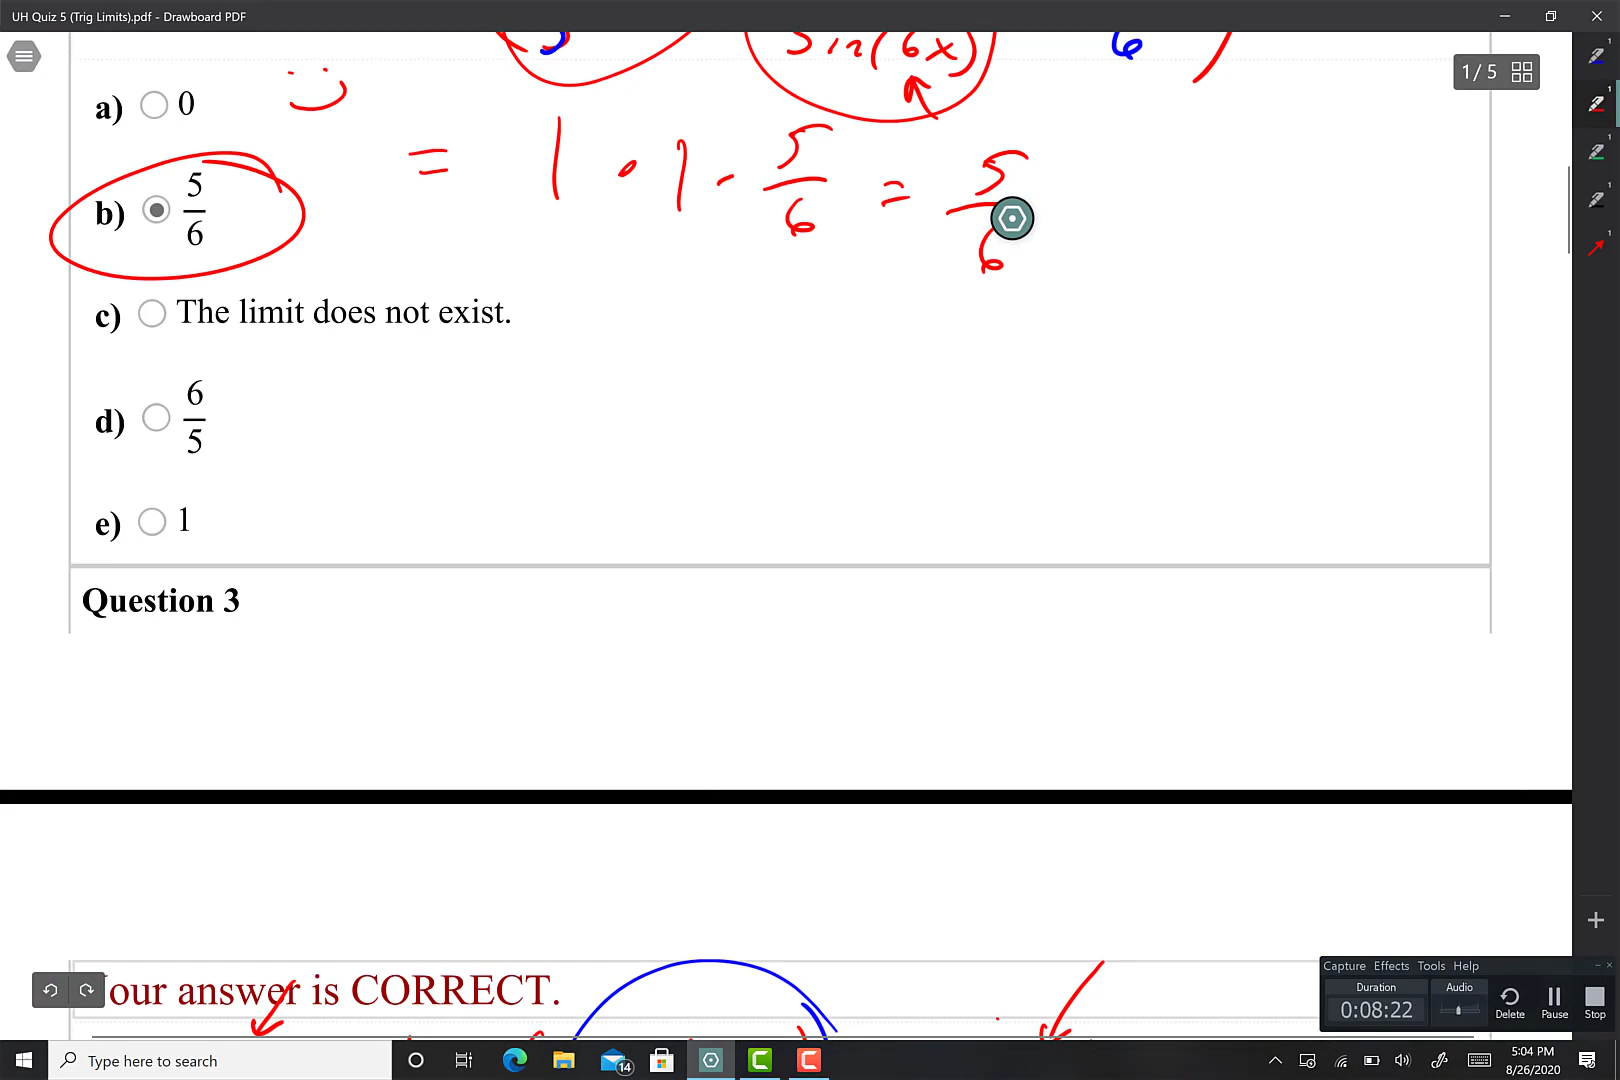 UH Quiz 5 (Trig Limits).pdf - Drawboard PDF
sin(6x) 6
1 / 5
a) 0
= 1 · 1 · 5/6 = 5/6
b) 5/6
c) The limit does not exist.
d) 6/5
e) 1
Question 3
our answer is CORRECT.
Capture Effects Tools Help
Duration Audio
0:08:22 Delete Pause Stop
Type here to search
14
5:04 PM
8/26/2020